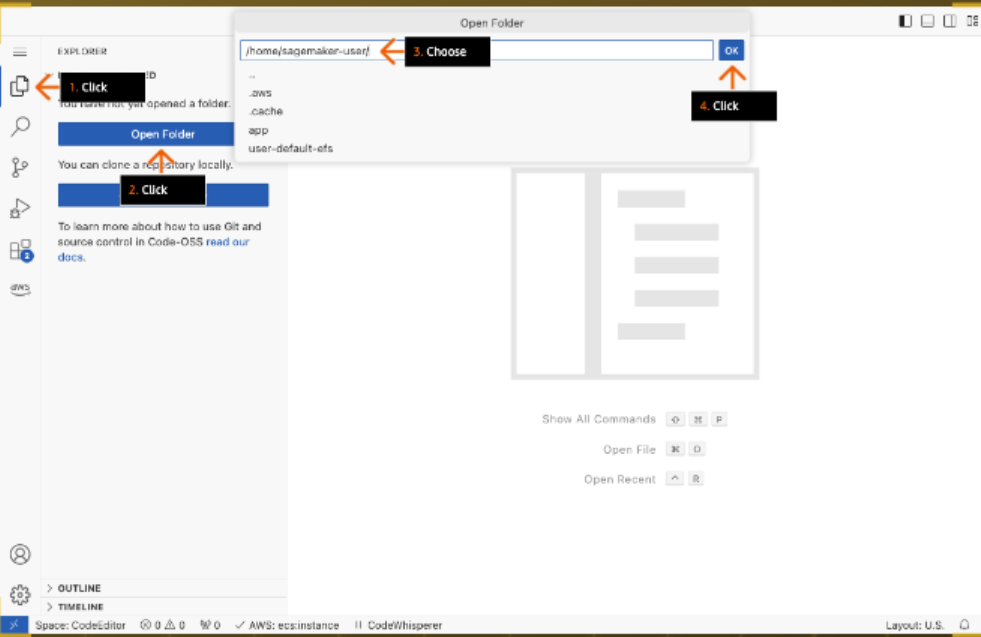 Open Folder
EXPLORER
/home/sagemaker-user/
3. Choose
OK
ED
1. Click
You have not yet opened a folder.
..
.aws
.cache
app
user-default-efs
4. Click
Open Folder
You can clone a repository locally.
2. Click
To learn more about how to use Git and
source control in Code-OSS read our
docs.
2
aws
Show All Commands ⇧ ⌘ P
Open File ⌘ O
Open Recent ^ R
OUTLINE
TIMELINE
Space: CodeEditor 0 0 0 AWS: ecs:instance CodeWhisperer Layout: U.S.